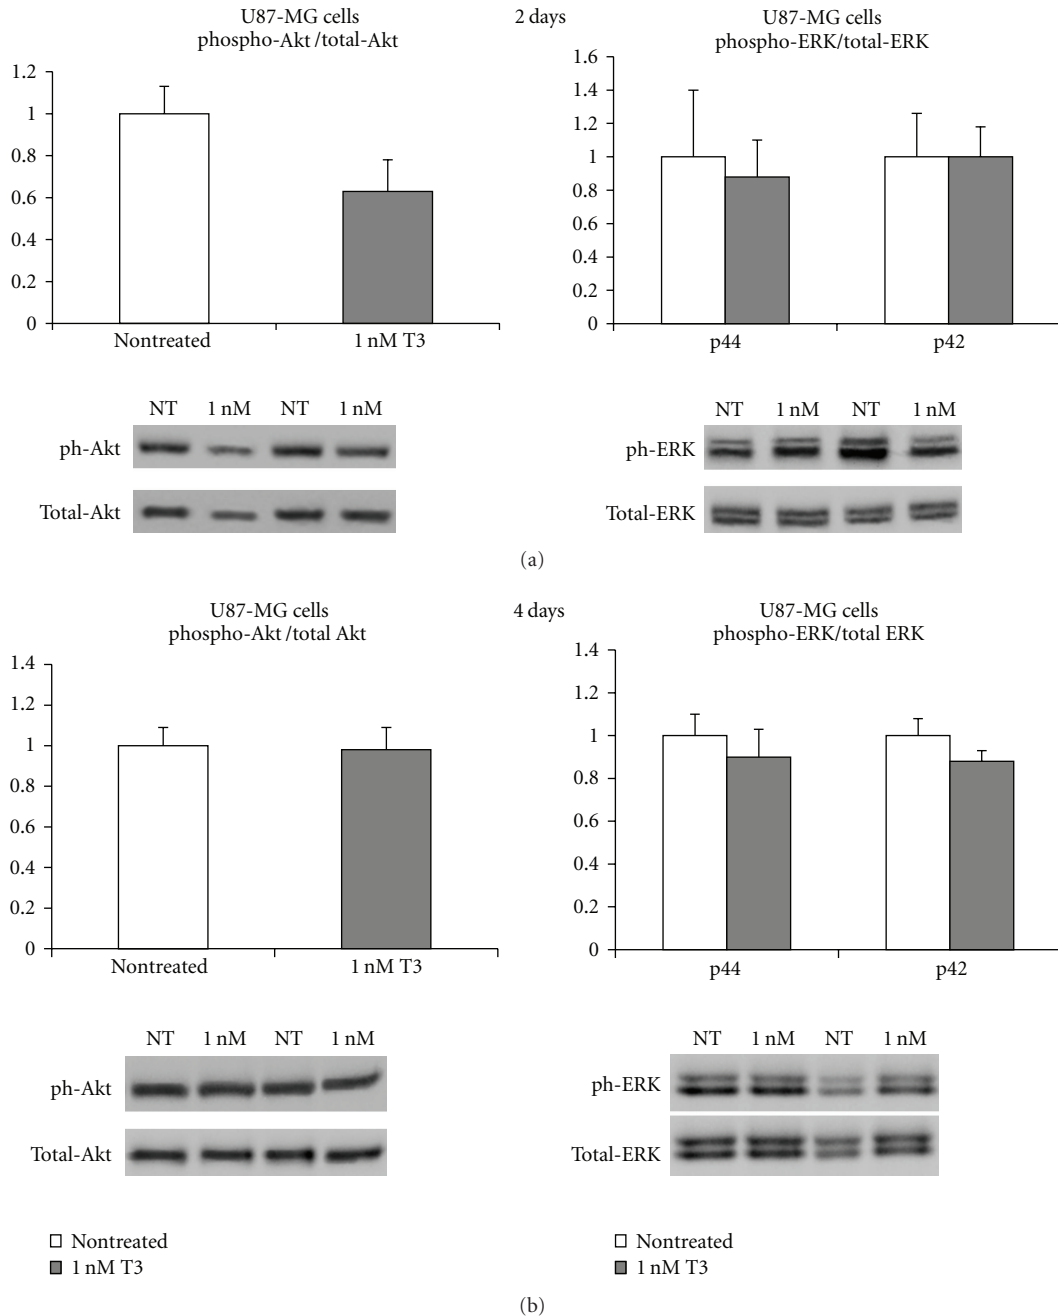 U87-MG cells
phospho-Akt/total-Akt
1.2
1
0.8
0.6
0.4
0.2
0
Nontreated 1 nM T3
2 days
U87-MG cells
phospho-ERK/total-ERK
1.6
1.4
1.2
1
0.8
0.6
0.4
0.2
0
p44 p42
NT 1 nM NT 1 nM
ph-Akt
Total-Akt
NT 1 nM NT 1 nM
ph-ERK
Total-ERK
(a)
U87-MG cells
phospho-Akt/total Akt
1.4
1.2
1
0.8
0.6
0.4
0.2
0
Nontreated 1 nM T3
4 days
U87-MG cells
phospho-ERK/total ERK
1.4
1.2
1
0.8
0.6
0.4
0.2
0
p44 p42
NT 1 nM NT 1 nM
ph-Akt
Total-Akt
NT 1 nM NT 1 nM
ph-ERK
Total-ERK
Nontreated
1 nM T3
Nontreated
1 nM T3
(b)